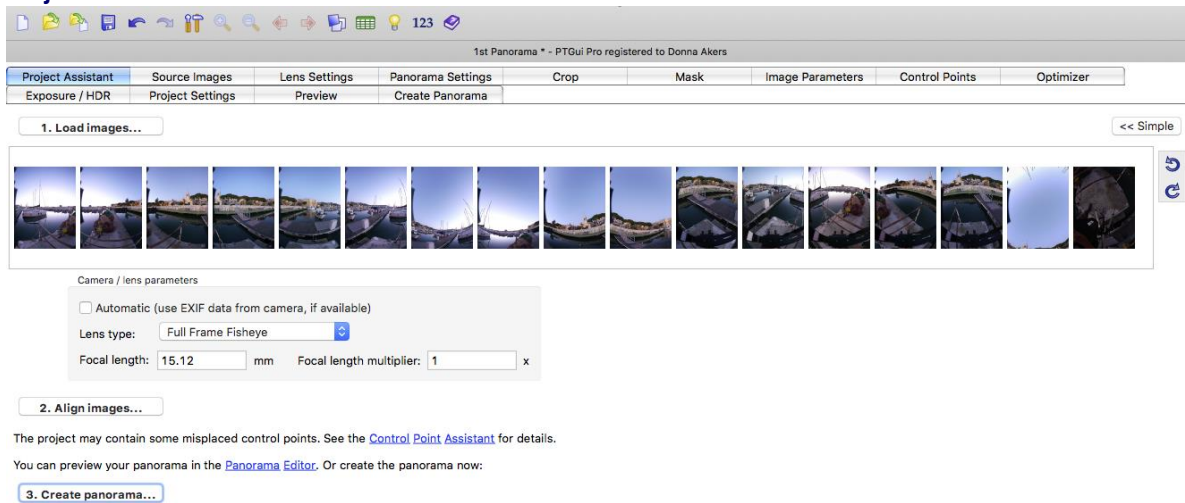 123
1st Panorama * - PTGui Pro registered to Donna Akers
Project Assistant Source Images Lens Settings Panorama Settings Crop Mask Image Parameters Control Points Optimizer
Exposure / HDR Project Settings Preview Create Panorama
1. Load images... << Simple
Camera / lens parameters
Automatic (use EXIF data from camera, if available)
Lens type: Full Frame Fisheye
Focal length: 15.12 mm Focal length multiplier: 1 x
2. Align images...
The project may contain some misplaced control points. See the Control Point Assistant for details.
You can preview your panorama in the Panorama Editor. Or create the panorama now:
3. Create panorama...